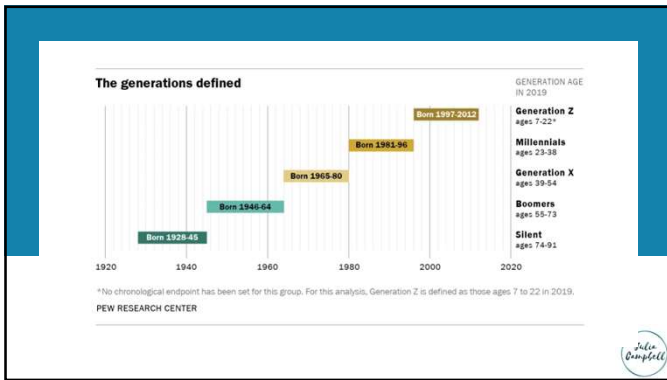 The generations defined
GENERATION AGE
IN 2019
Born 1997-2012
Generation Z
ages 7-22*
Born 1981-96
Millennials
ages 23-38
Born 1965-80
Generation X
ages 39-54
Born 1946-64
Boomers
ages 55-73
Born 1928-45
Silent
ages 74-91
1920 1940 1960 1980 2000 2020
*No chronological endpoint has been set for this group. For this analysis, Generation Z is defined as those ages 7 to 22 in 2019.
PEW RESEARCH CENTER
Julia
Campbell